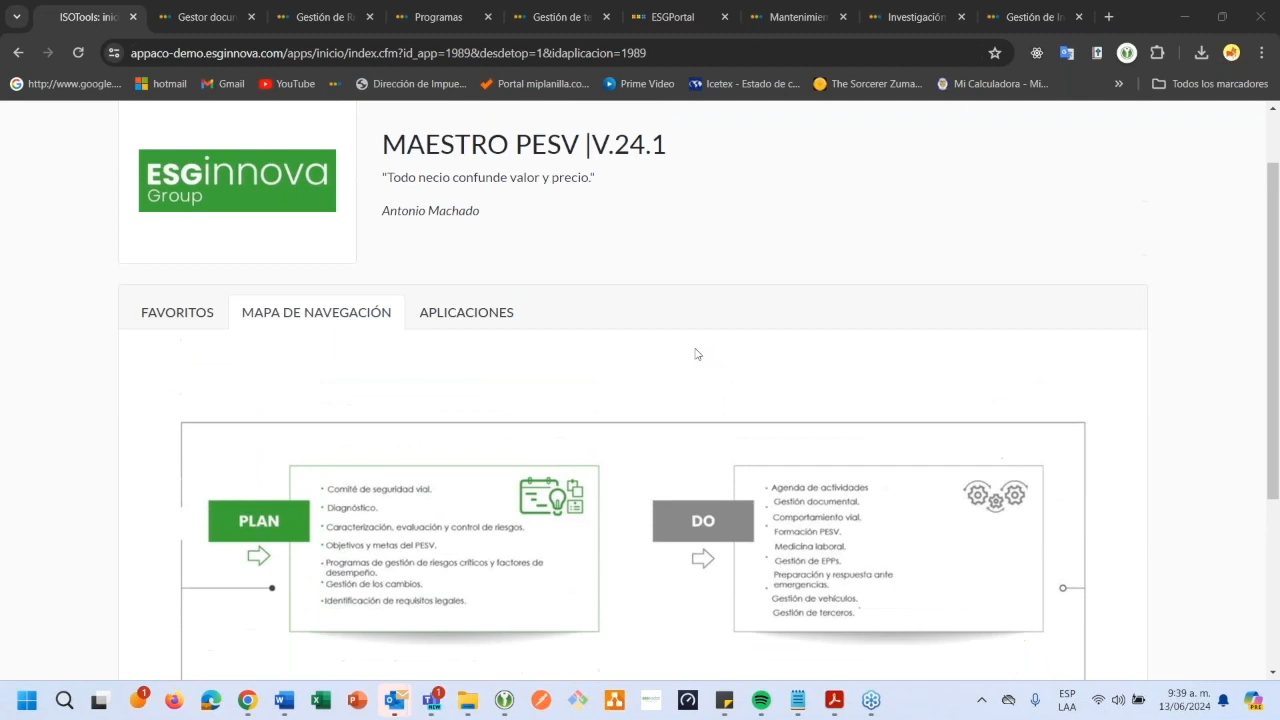 ISOTools: inic
Gestor docun
Gestión de Ri
Programas
Gestión de te
ESGPortal
Mantenimien
Investigación
Gestión de In
appaco-demo.esginnova.com/apps/inicio/index.cfm?id_app=1989&desdetop=1&idaplicacion=1989
http://www.google....
hotmail
Gmail
YouTube
Dirección de Impue...
Portal miplanilla.co...
Prime Video
Icetex - Estado de c...
The Sorcerer Zuma...
Mi Calculadora - Mi...
»
Todos los marcadores
ESGinnova
Group
MAESTRO PESV |V.24.1
"Todo necio confunde valor y precio."
Antonio Machado
FAVORITOS
MAPA DE NAVEGACIÓN
APLICACIONES
PLAN
• Comité de seguridad vial.
• Diagnóstico.
• Caracterización, evaluación y control de riesgos.
• Objetivos y metas del PESV.
• Programas de gestión de riesgos críticos y factores de
desempeño.
• Gestión de los cambios.
• Identificación de requisitos legales.
DO
• Agenda de actividades
Gestión documental.
• Comportamiento vial.
Formación PESV.
Medicina laboral.
• Gestión de EPPs.
Preparación y respuesta ante
emergencias.
• Gestión de vehículos.
Gestión de terceros.
1
1
ESP
LAA
9:39 a. m.
13/06/2024